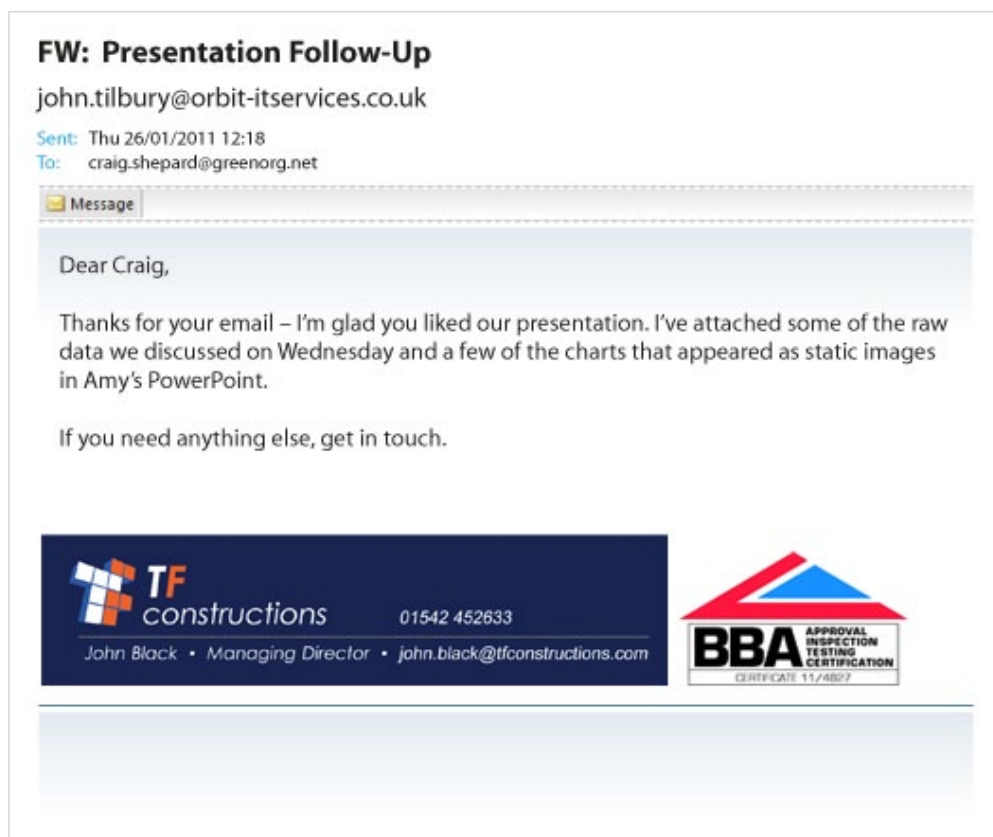 FW: Presentation Follow-Up
john.tilbury@orbit-itservices.co.uk
Sent: Thu 26/01/2011 12:18
To: craig.shepard@greenorg.net
Message
Dear Craig,
Thanks for your email – I’m glad you liked our presentation. I’ve attached some of the raw
data we discussed on Wednesday and a few of the charts that appeared as static images
in Amy’s PowerPoint.
If you need anything else, get in touch.
TF
constructions 01542 452633
John Black • Managing Director • john.black@tfconstructions.com
BBA
APPROVAL
INSPECTION
TESTING
CERTIFICATION
CERTIFICATE 11/4827